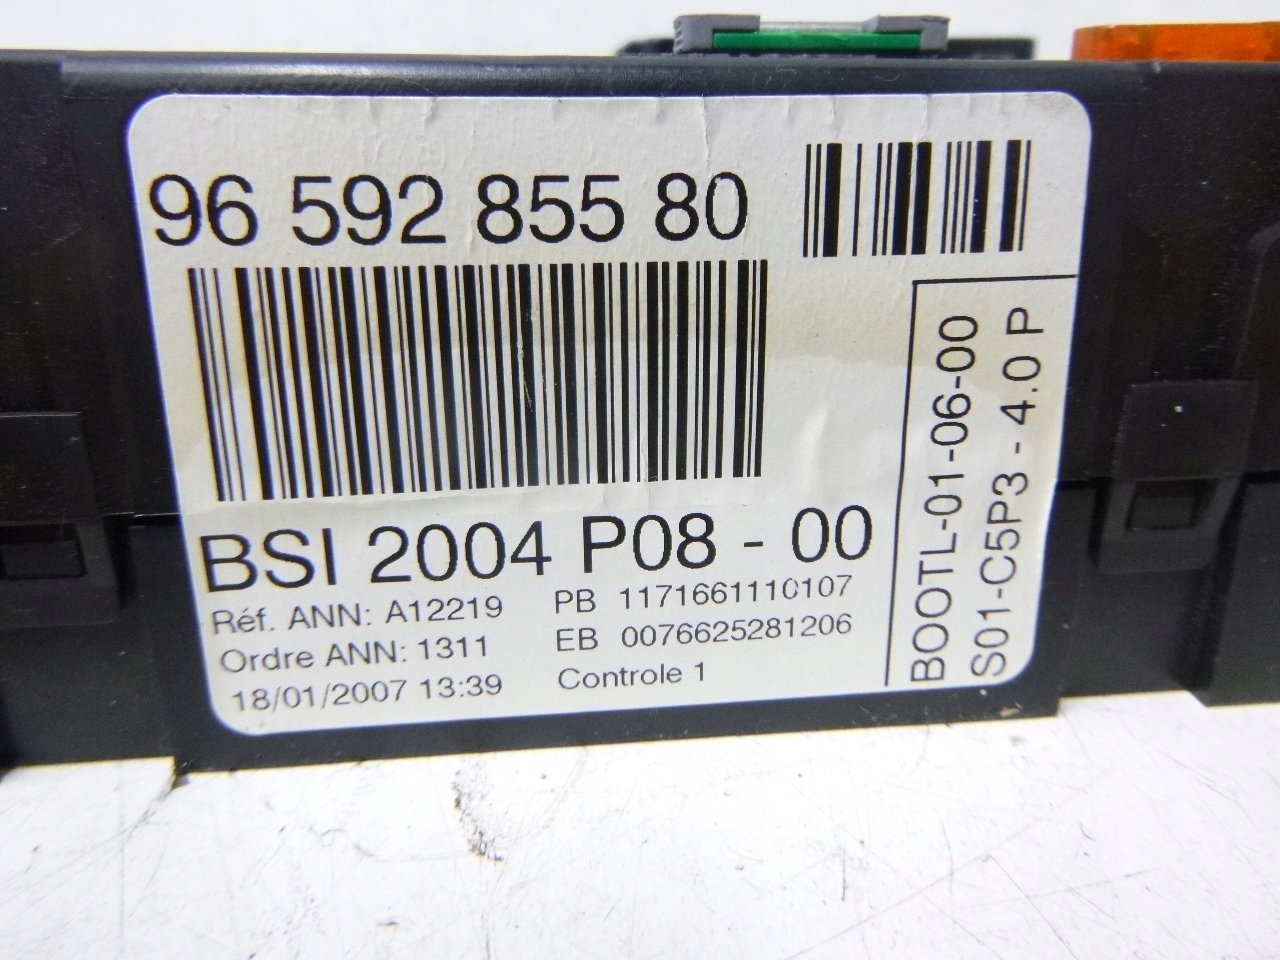 96 592 855 80
BSI 2004 P08 - 00
Réf. ANN: A12219
Ordre ANN: 1311
18/01/2007 13:39
PB 1171661110107
EB 0076625281206
Controle 1
BOOTL-01-06-00
S01-C5P3 - 4.0 P